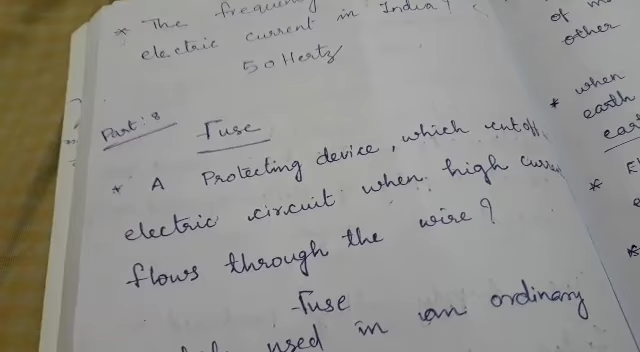 * The frequency
electric current in India?
50 Hertz
Part: 8
Fuse
* A Protecting device, which cutoff
electric circuit when high current
flows through the wire?
Fuse
used in an ordinary
of
other
* when
earth
*
*